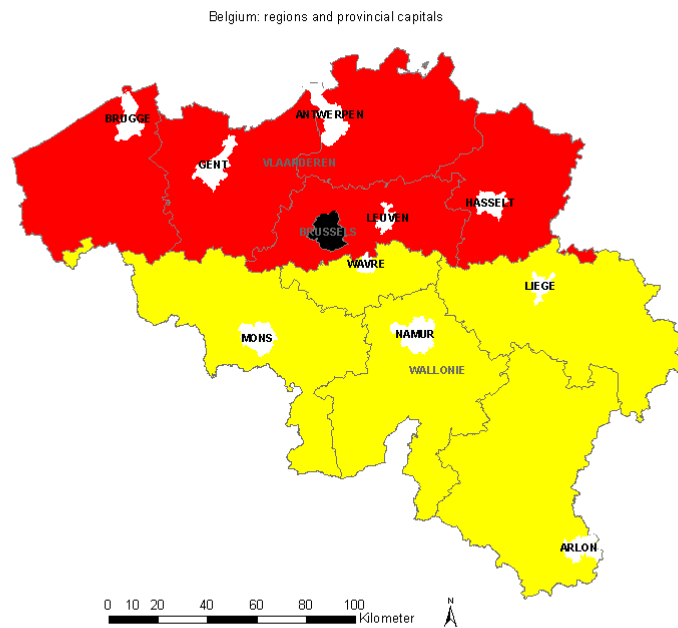 Belgium: regions and provincial capitals
BRUGGE
ANTWERPEN
GENT
VLAARDEREN
HASSELT
LEUVEN
BRUSSELS
WAVRE
LIEGE
MONS
NAMUR
WALLONIE
ARLON
0 10 20 40 60 80 100
Kilometer
N